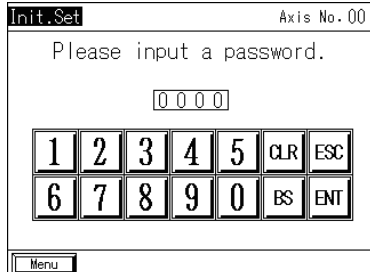 Init.Set Axis No.00
Please input a password.
0000
1 2 3 4 5 CLR ESC
6 7 8 9 0 BS ENT
Menu